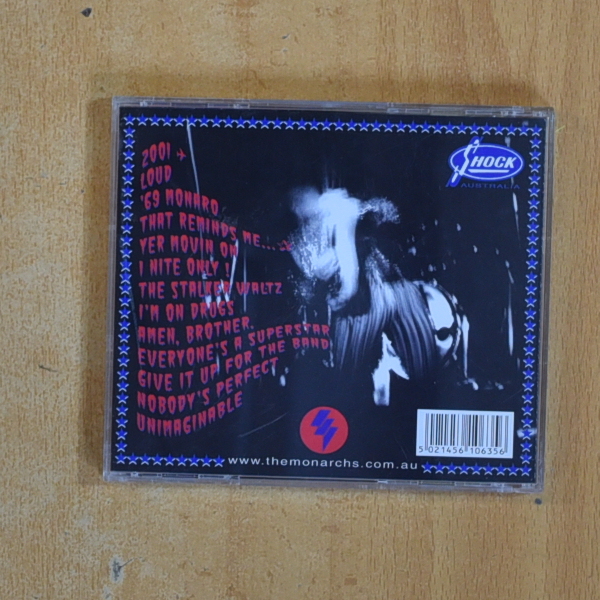 2001
LOUD
'69 MONARO
THAT REMINDS ME...
YER MOVIN ON
1 NITE ONLY !
THE STALKER WALTZ
I'M ON DRUGS
AMEN, BROTHER.
EVERYONE'S A SUPERSTAR
GIVE IT UP FOR THE BAND
NOBODY'S PERFECT
UNIMAGINABLE
SHOCK
AUSTRALIA
www.themonarchs.com.au
5 021456 106356